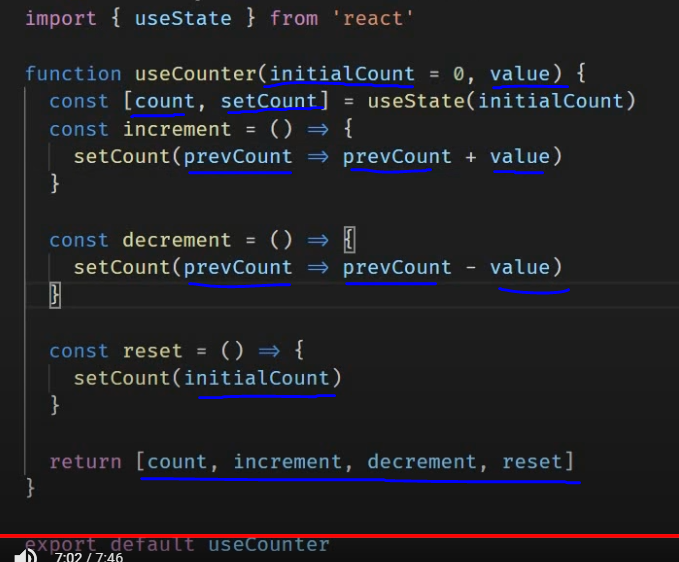 import { useState } from 'react'
function useCounter(initialCount = 0, value) {
const [count, setCount] = useState(initialCount)
const increment = () => {
setCount(prevCount => prevCount + value)
}
const decrement = () => {
setCount(prevCount => prevCount - value)
}
const reset = () => {
setCount(initialCount)
}
return [count, increment, decrement, reset]
}
export default useCounter
7:02 / 7:46